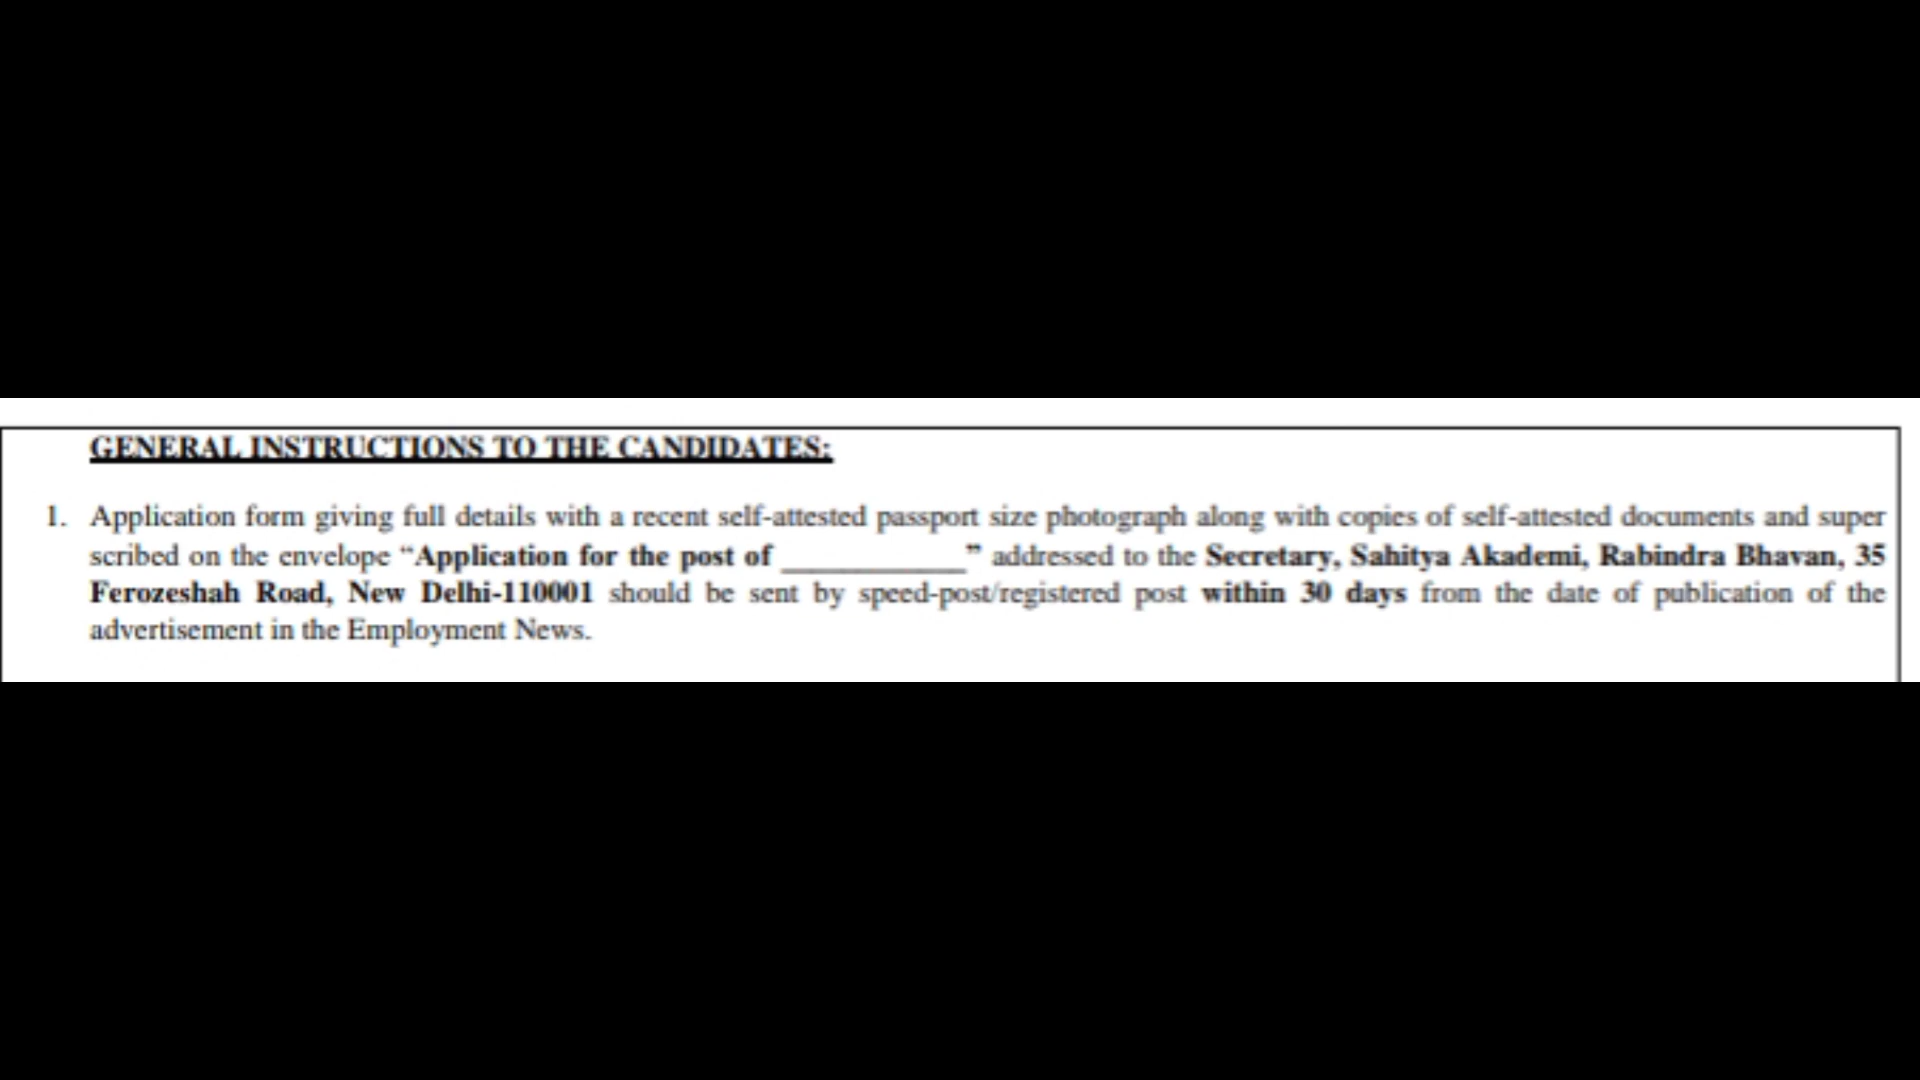 GENERAL INSTRUCTIONS TO THE CANDIDATES:
1. Application form giving full details with a recent self-attested passport size photograph along with copies of self-attested documents and super
scribed on the envelope “Application for the post of _____________” addressed to the Secretary, Sahitya Akademi, Rabindra Bhavan, 35
Ferozeshah Road, New Delhi-110001 should be sent by speed-post/registered post within 30 days from the date of publication of the
advertisement in the Employment News.